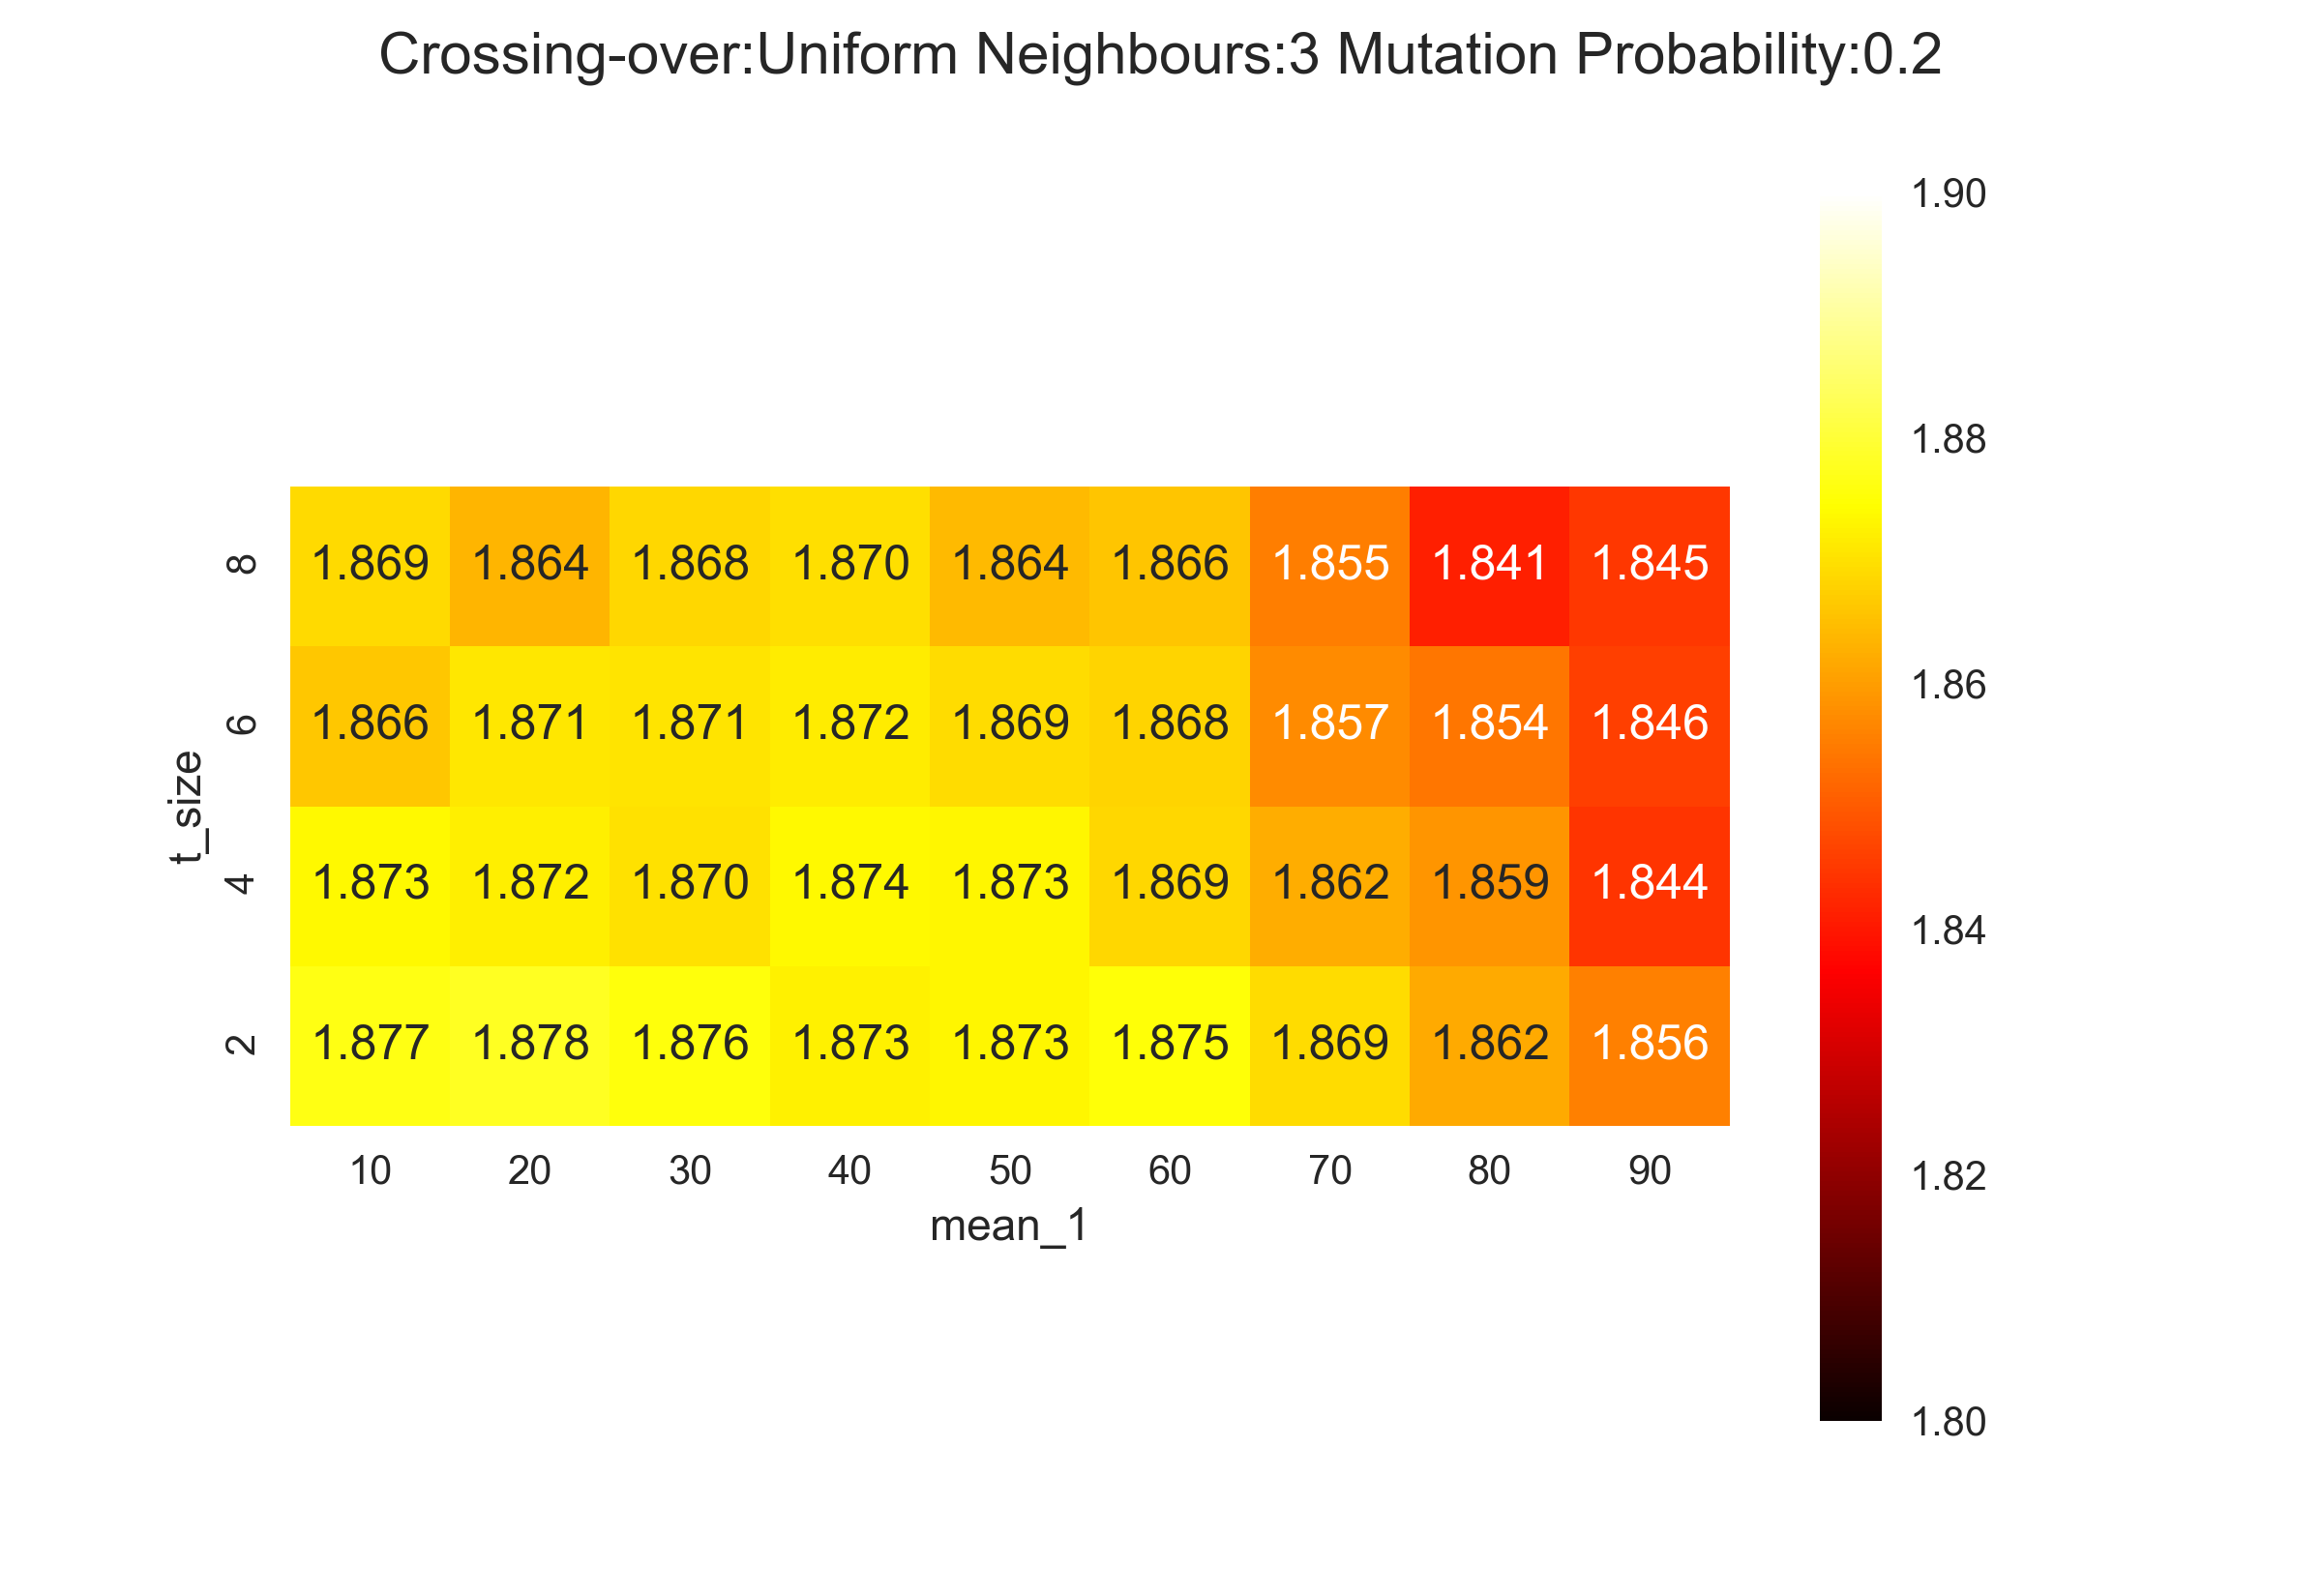 Crossing-over:Uniform Neighbours:3 Mutation Probability:0.2
8 1.869 1.864 1.868 1.870 1.864 1.866 1.855 1.841 1.845
6 1.866 1.871 1.871 1.872 1.869 1.868 1.857 1.854 1.846
4 1.873 1.872 1.870 1.874 1.873 1.869 1.862 1.859 1.844
2 1.877 1.878 1.876 1.873 1.873 1.875 1.869 1.862 1.856
t_size
10 20 30 40 50 60 70 80 90
mean_1
1.90
1.88
1.86
1.84
1.82
1.80